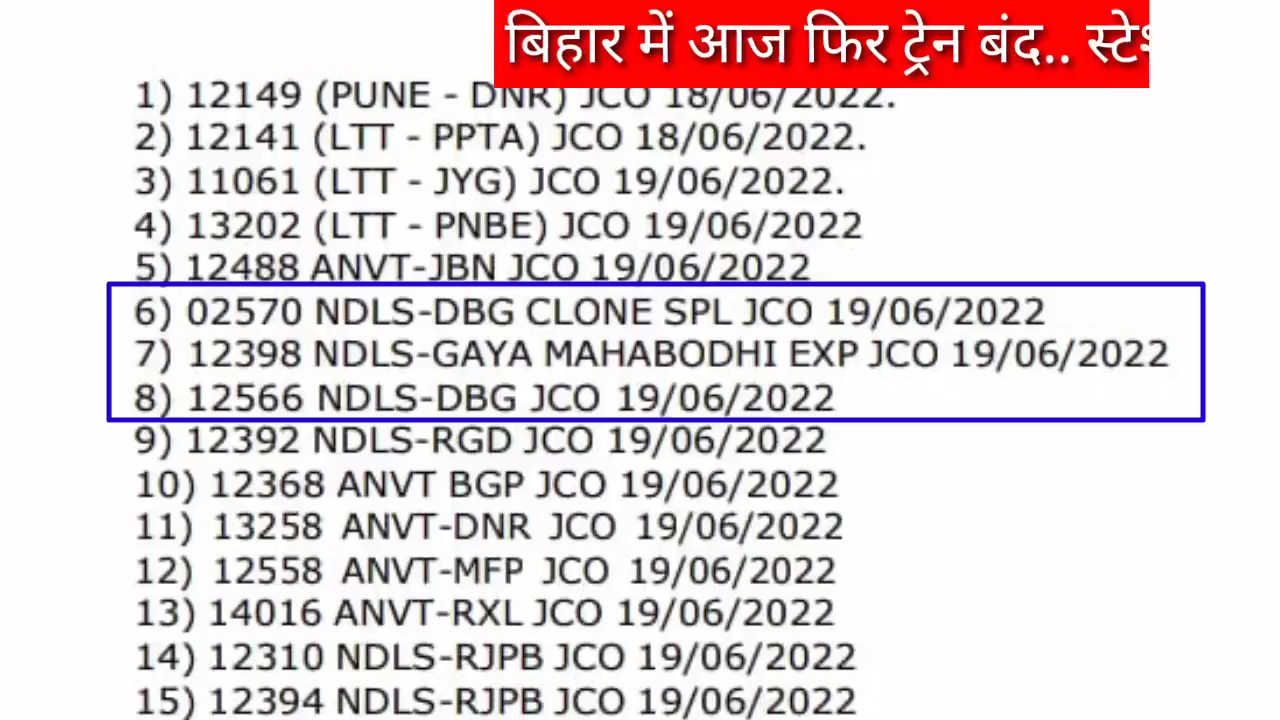 बिहार में आज फिर ट्रेन बंद..
1) 12149 (PUNE - DNR) JCO 18/06/2022.
2) 12141 (LTT - PPTA) JCO 18/06/2022.
3) 11061 (LTT - JYG) JCO 19/06/2022.
4) 13202 (LTT - PNBE) JCO 19/06/2022
5) 12488 ANVT-JBN JCO 19/06/2022
6) 02570 NDLS-DBG CLONE SPL JCO 19/06/2022
7) 12398 NDLS-GAYA MAHABODHI EXP JCO 19/06/2022
8) 12566 NDLS-DBG JCO 19/06/2022
9) 12392 NDLS-RGD JCO 19/06/2022
10) 12368 ANVT BGP JCO 19/06/2022
11) 13258 ANVT-DNR JCO 19/06/2022
12) 12558 ANVT-MFP JCO 19/06/2022
13) 14016 ANVT-RXL JCO 19/06/2022
14) 12310 NDLS-RJPB JCO 19/06/2022
15) 12394 NDLS-RJPB JCO 19/06/2022